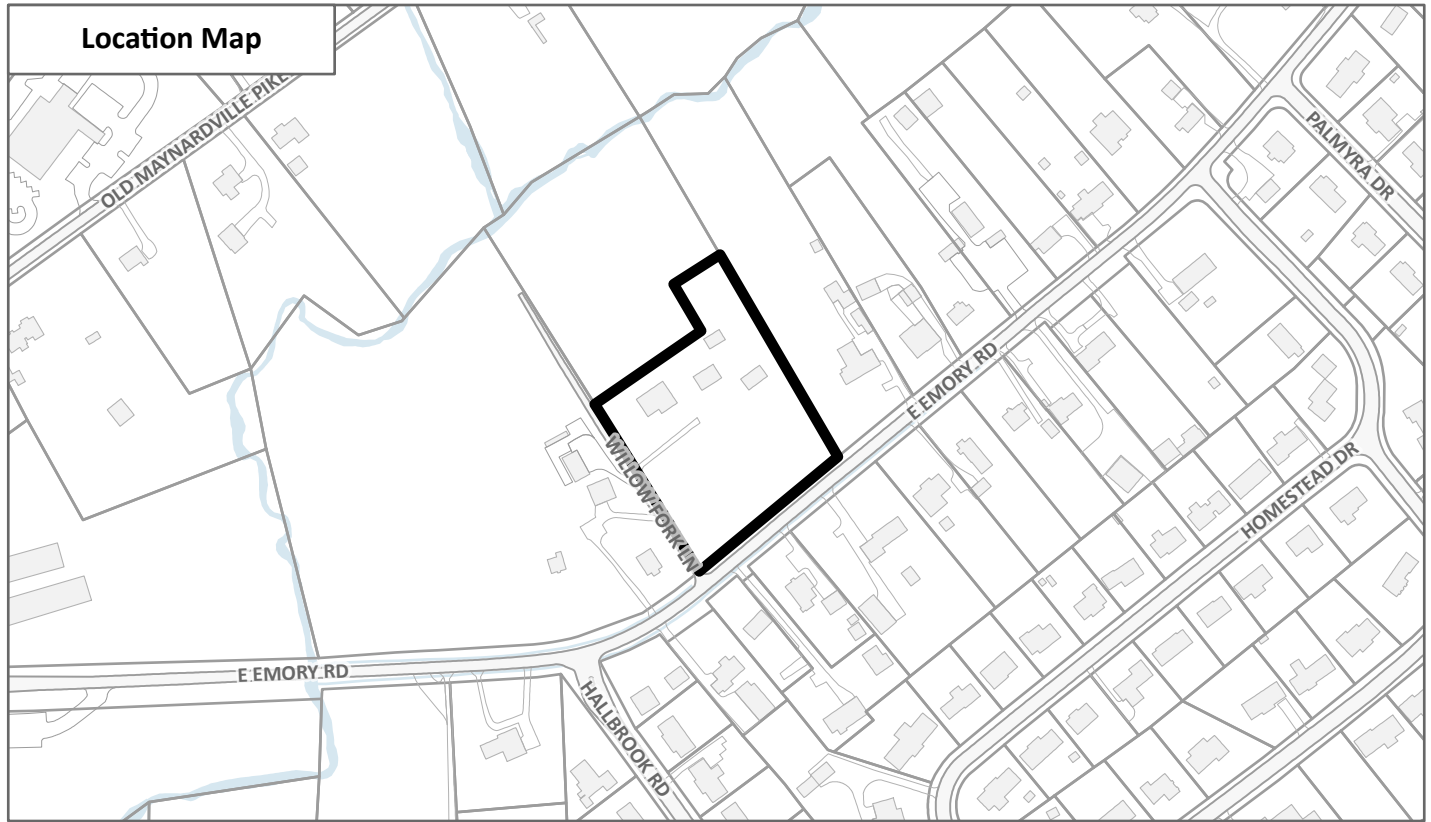 Location Map
OLD MAYNARDVILLE PIKE
PALMYRA DR
E EMORY RD
WILLOW FORK LN
HOMESTEAD DR
E EMORY RD
HALLBROOK RD